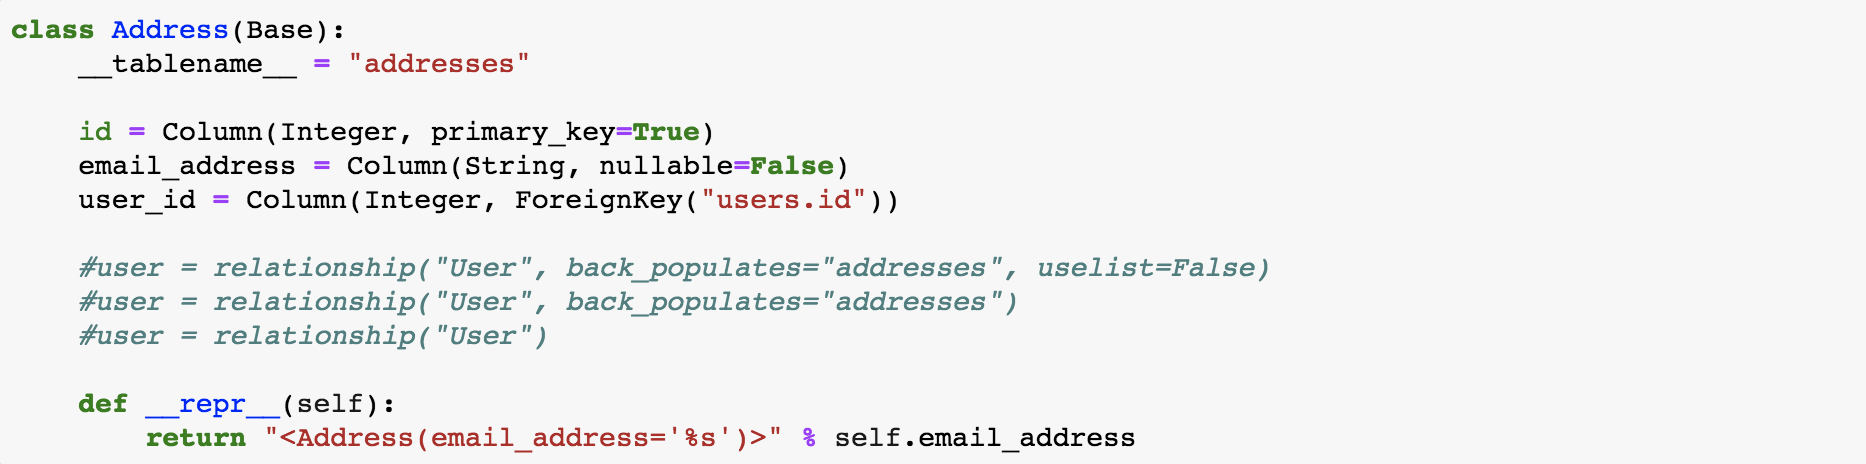 class Address(Base):
    __tablename__ = "addresses"

    id = Column(Integer, primary_key=True)
    email_address = Column(String, nullable=False)
    user_id = Column(Integer, ForeignKey("users.id"))

    #user = relationship("User", back_populates="addresses", uselist=False)
    #user = relationship("User", back_populates="addresses")
    #user = relationship("User")

    def __repr__(self):
        return "<Address(email_address='%s')>" % self.email_address